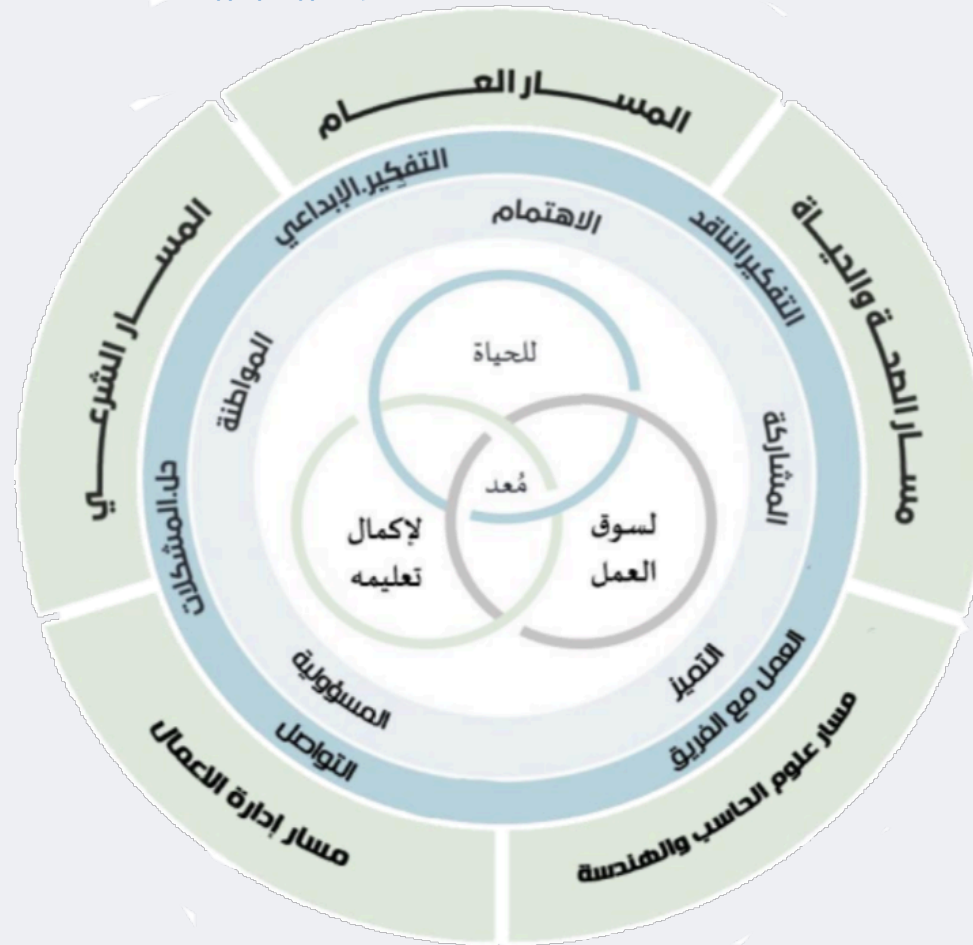 المسار العام
مسار الصحة والحياة
مسار علوم الحاسب والهندسة
مسار إدارة الاعمال
المسار الشرعي
التفكير الإبداعي
التفكير الناقد
العمل مع الفريق
التواصل
حل المشكلات
الاهتمام
المشاركة
التميز
المسؤولية
المواطنة
للحياة
مُعد
لسوق
العمل
لإكمال
تعليمه